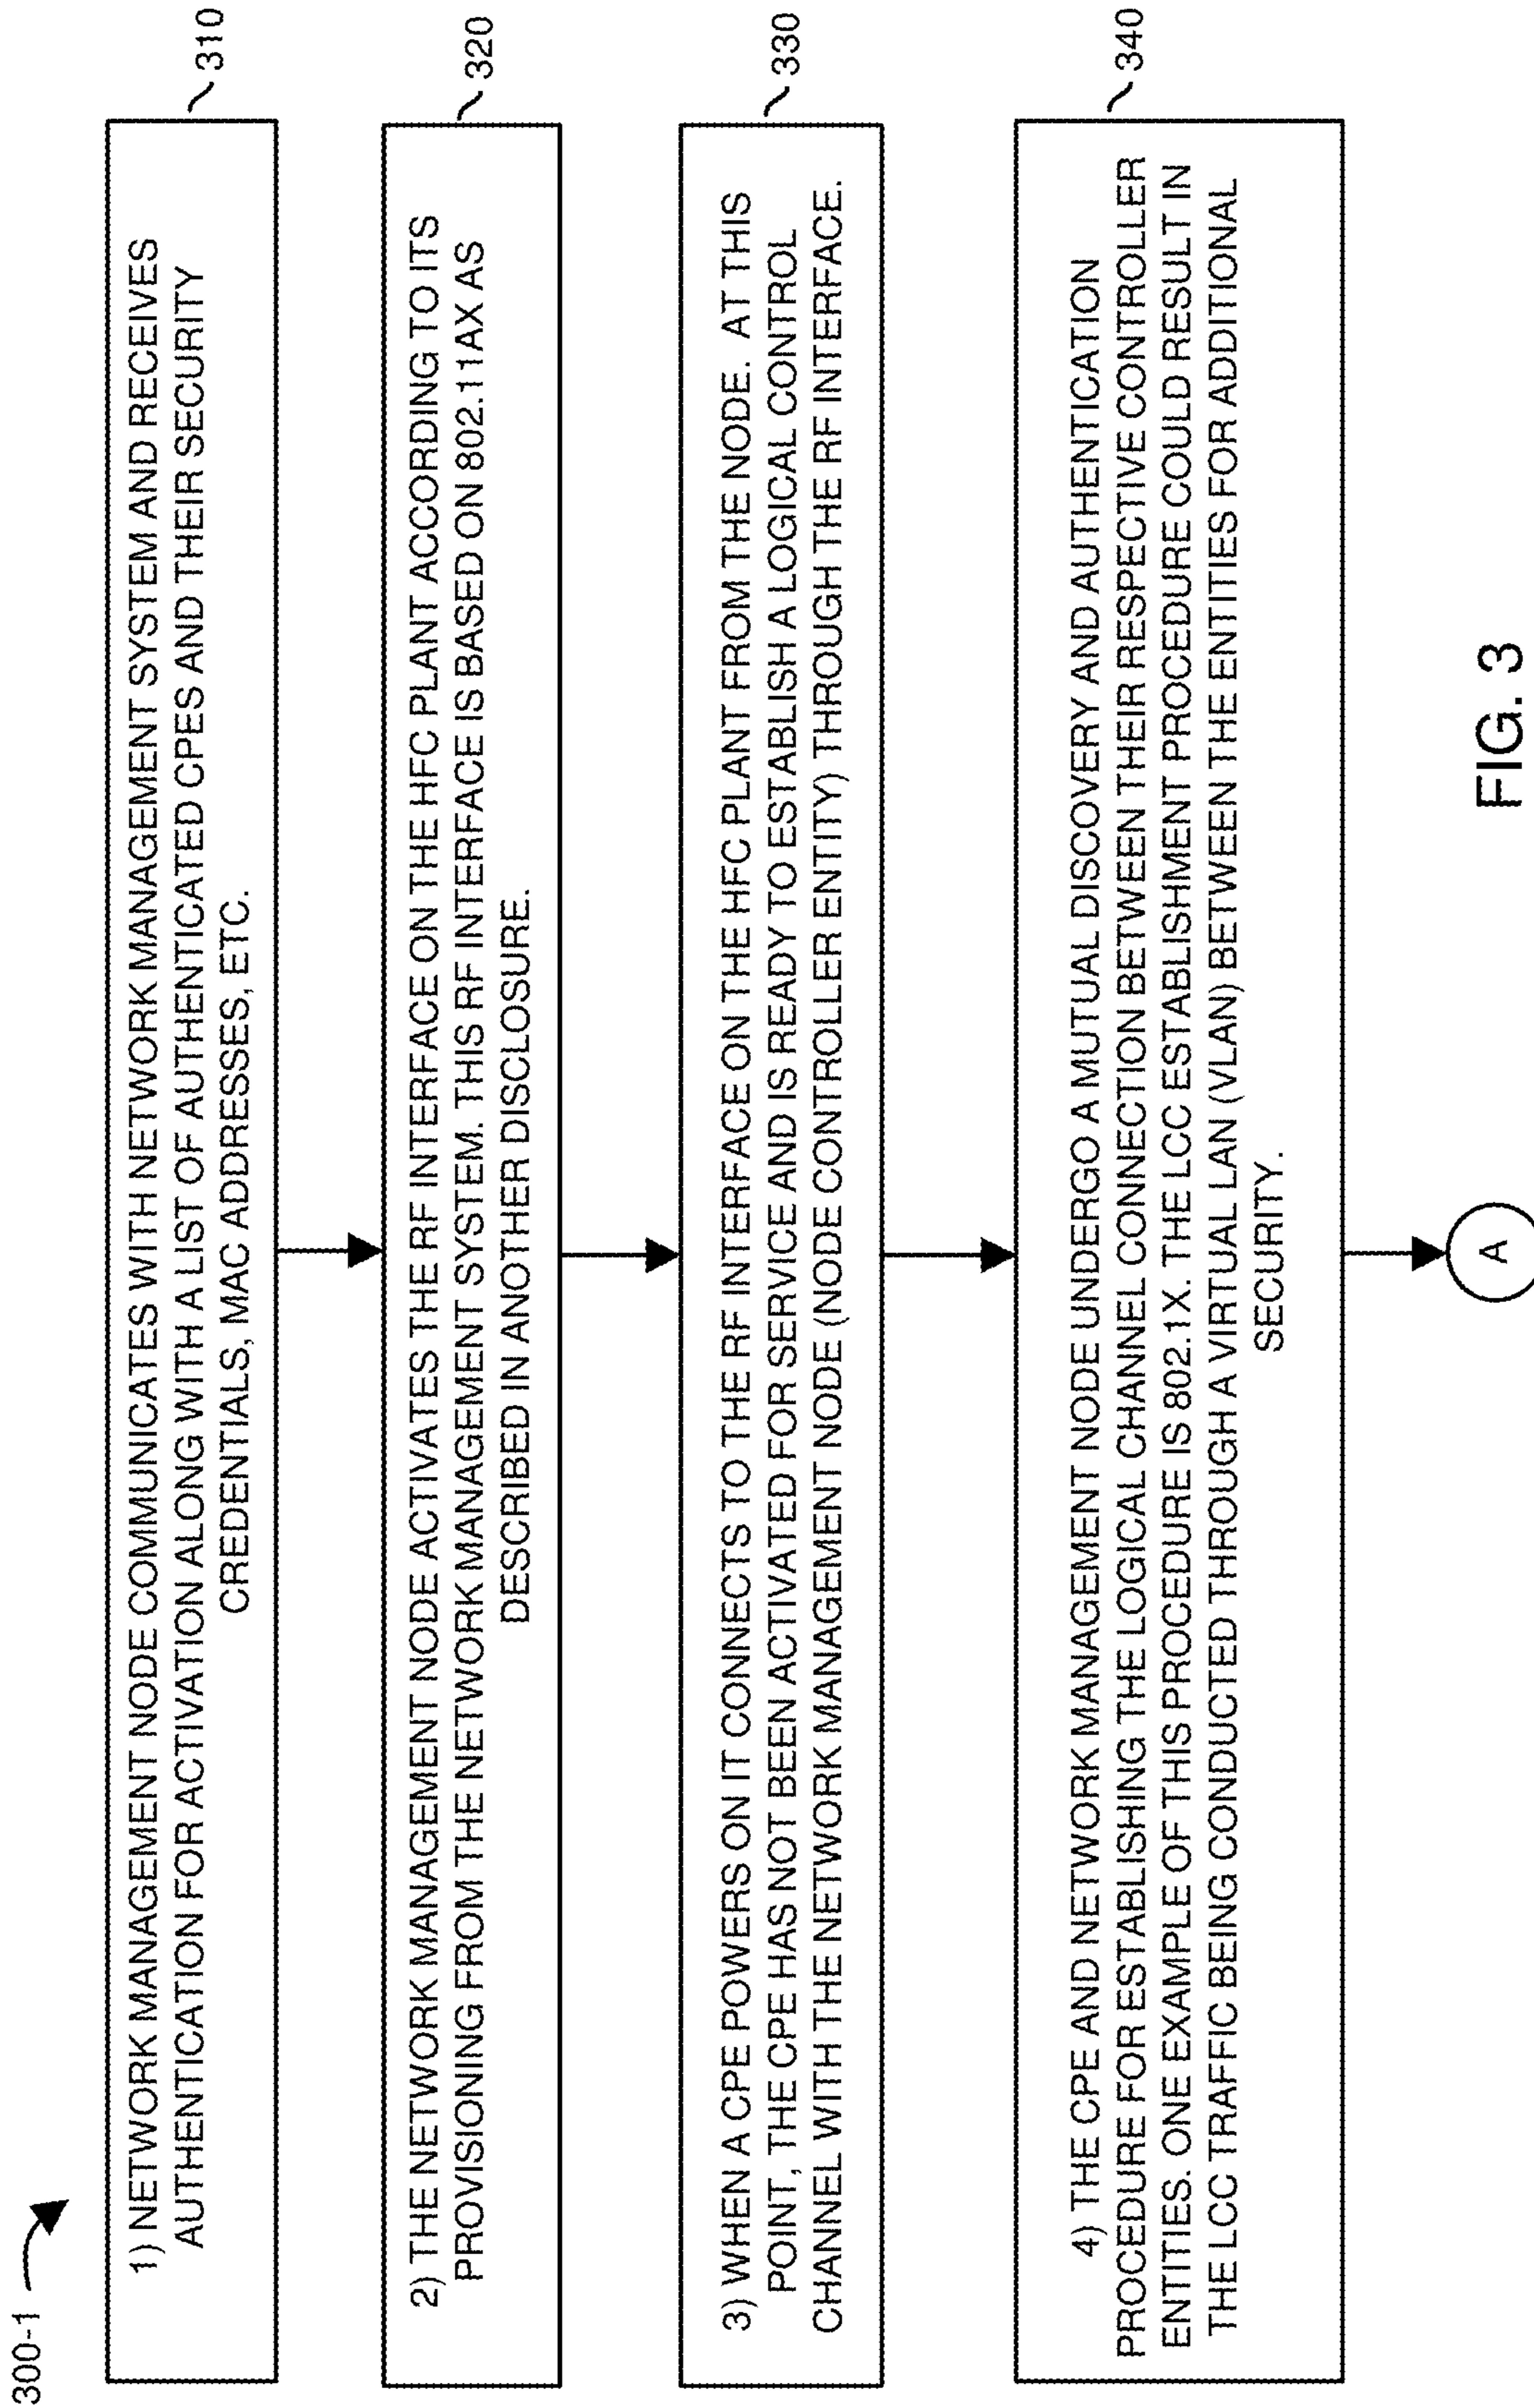 300-1
1) NETWORK MANAGEMENT NODE COMMUNICATES WITH NETWORK MANAGEMENT SYSTEM AND RECEIVES
AUTHENTICATION FOR ACTIVATION ALONG WITH A LIST OF AUTHENTICATED CPES AND THEIR SECURITY
CREDENTIALS, MAC ADDRESSES, ETC.
310
2) THE NETWORK MANAGEMENT NODE ACTIVATES THE RF INTERFACE ON THE HFC PLANT ACCORDING TO ITS
PROVISIONING FROM THE NETWORK MANAGEMENT SYSTEM. THIS RF INTERFACE IS BASED ON 802.11AX AS
DESCRIBED IN ANOTHER DISCLOSURE.
320
3) WHEN A CPE POWERS ON IT CONNECTS TO THE RF INTERFACE ON THE HFC PLANT FROM THE NODE. AT THIS
POINT, THE CPE HAS NOT BEEN ACTIVATED FOR SERVICE AND IS READY TO ESTABLISH A LOGICAL CONTROL
CHANNEL WITH THE NETWORK MANAGEMENT NODE (NODE CONTROLLER ENTITY) THROUGH THE RF INTERFACE.
330
4) THE CPE AND NETWORK MANAGEMENT NODE UNDERGO A MUTUAL DISCOVERY AND AUTHENTICATION
PROCEDURE FOR ESTABLISHING THE LOGICAL CHANNEL CONNECTION BETWEEN THEIR RESPECTIVE CONTROLLER
ENTITIES. ONE EXAMPLE OF THIS PROCEDURE IS 802.1X. THE LCC ESTABLISHMENT PROCEDURE COULD RESULT IN
THE LCC TRAFFIC BEING CONDUCTED THROUGH A VIRTUAL LAN (VLAN) BETWEEN THE ENTITIES FOR ADDITIONAL
SECURITY.
340
A
FIG. 3